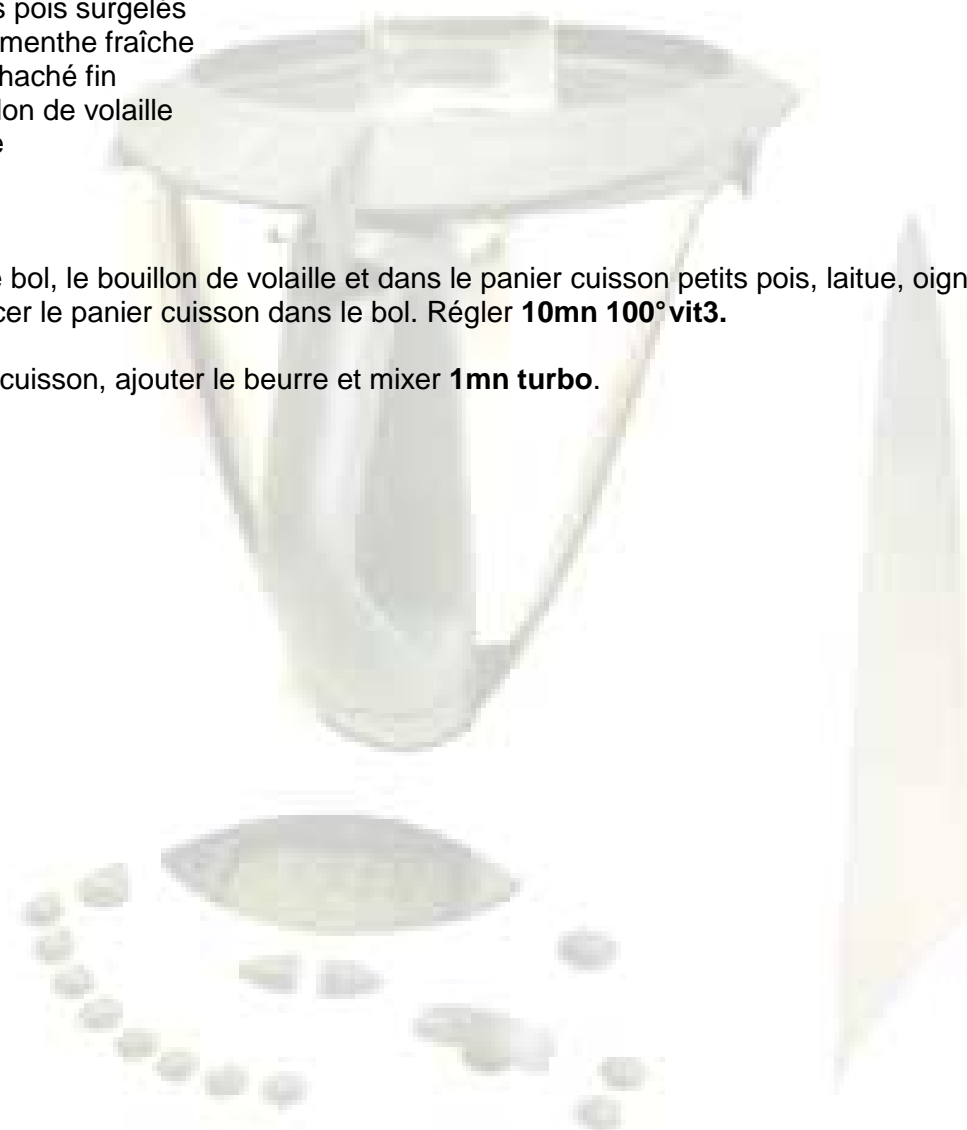 s pois surgelés
menthe fraîche
haché fin
lon de volaille
e
e bol, le bouillon de volaille et dans le panier cuisson petits pois, laitue, oign
cer le panier cuisson dans le bol. Régler 10mn 100° vit3.
cuisson, ajouter le beurre et mixer 1mn turbo.